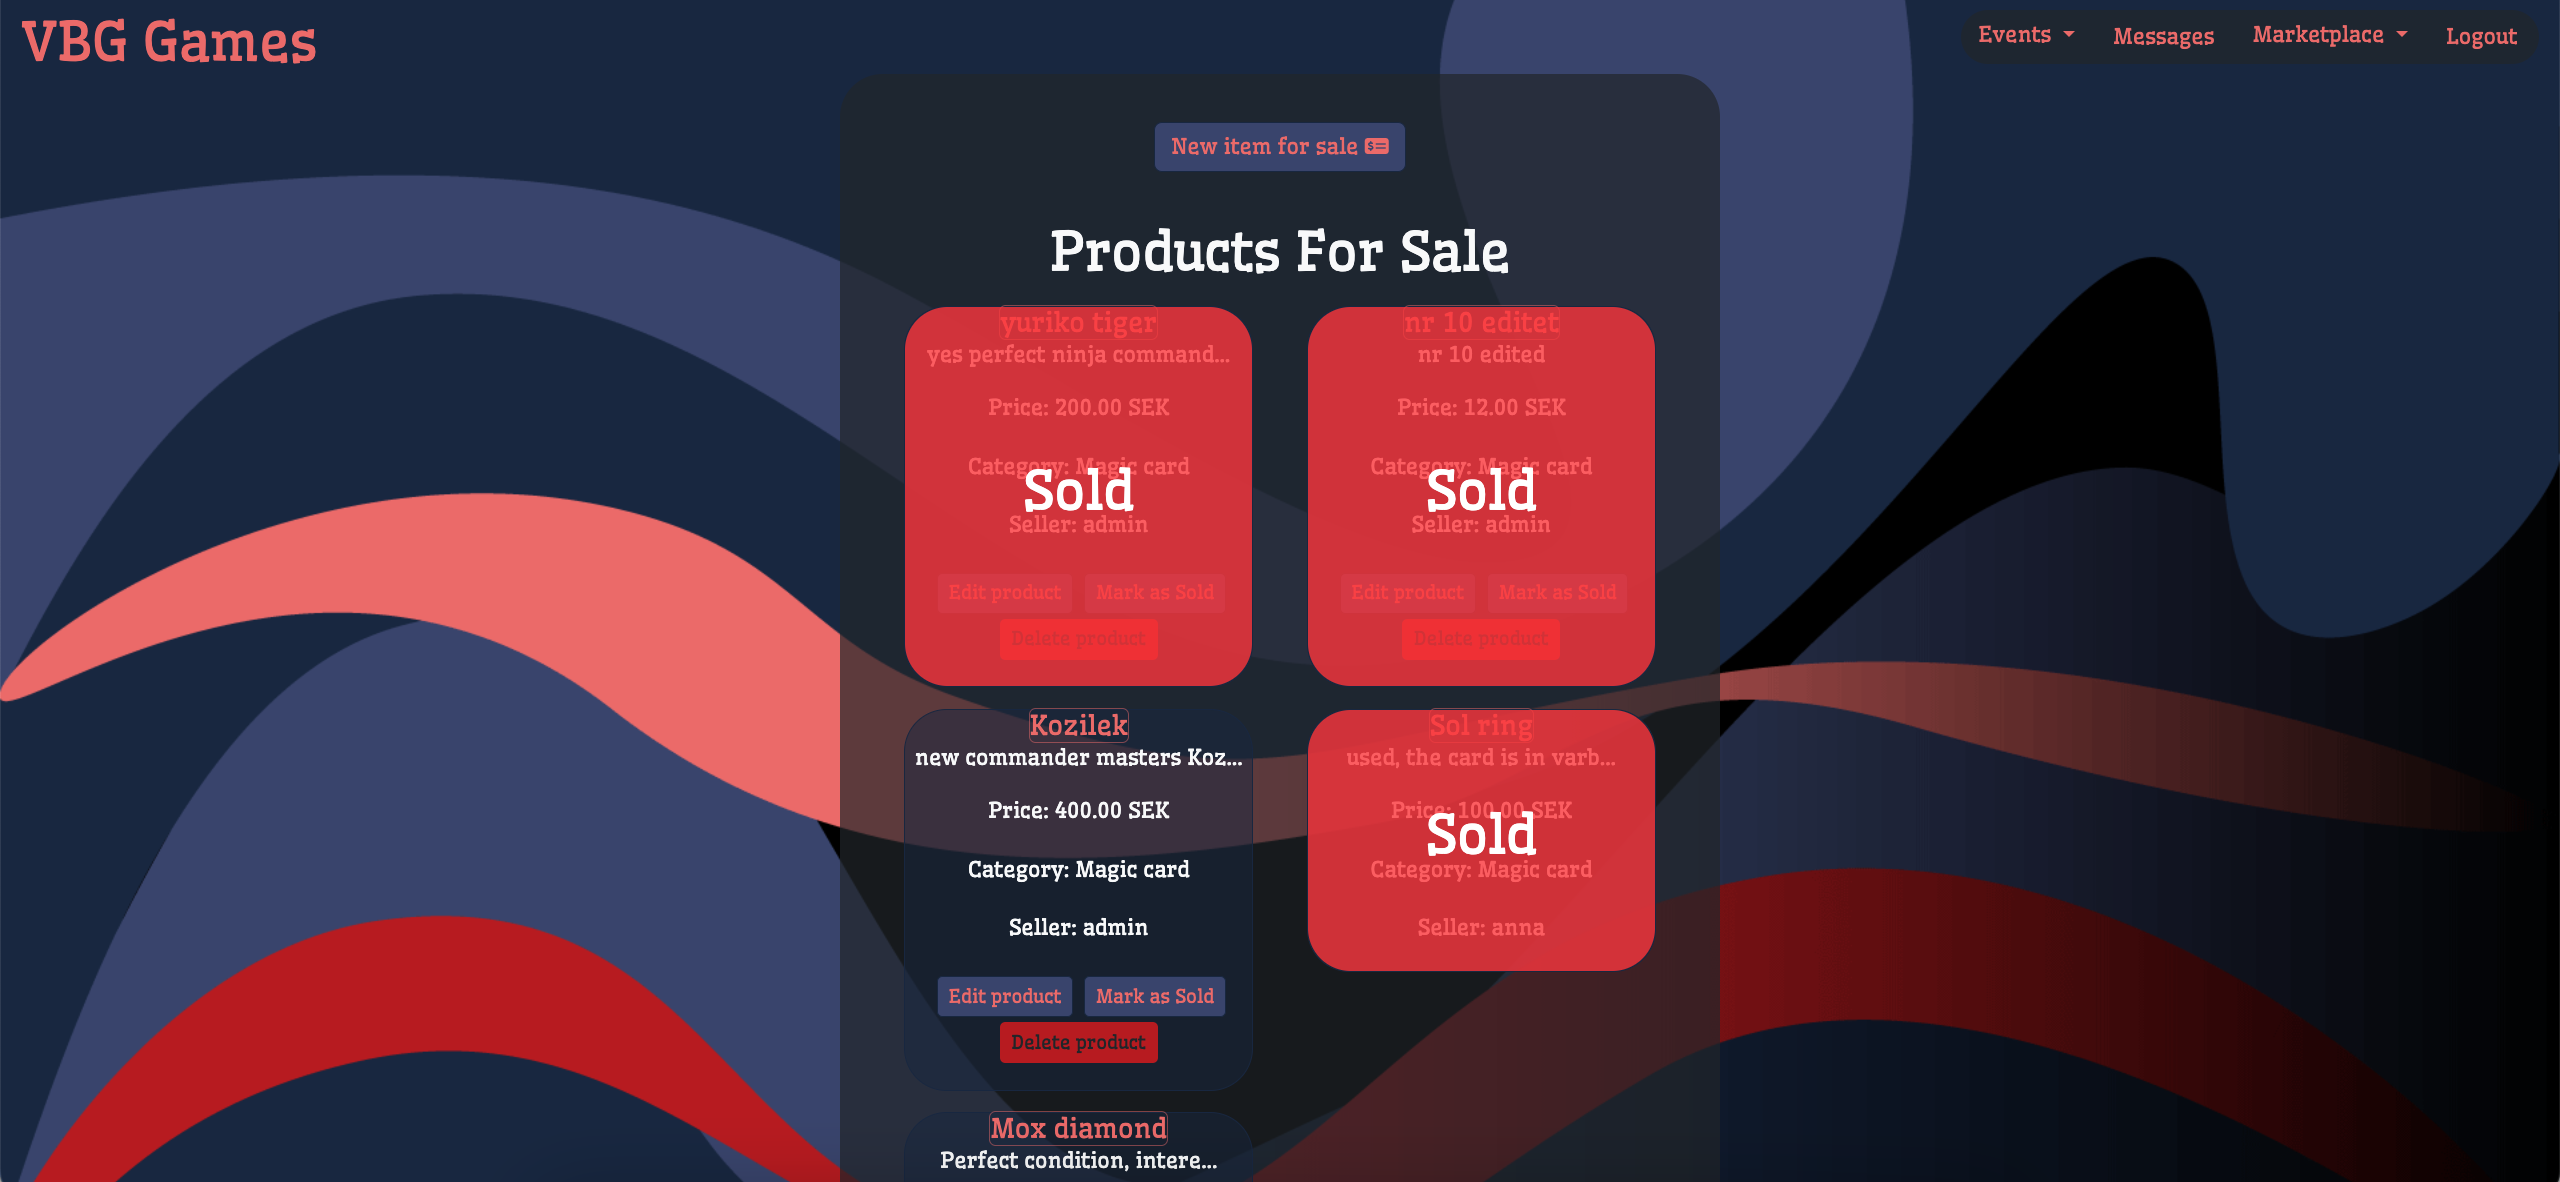 VBG Games
Events
Messages
Marketplace
Logout
New item for sale
Products For Sale
yuriko tiger
yes perfect ninja command...
Price: 200.00 SEK
Category: Magic card
Sold
Seller: admin
Edit product
Mark as Sold
Delete product
nr 10 editet
nr 10 edited
Price: 12.00 SEK
Category: Magic card
Sold
Seller: admin
Edit product
Mark as Sold
Delete product
Kozilek
new commander masters Koz...
Price: 400.00 SEK
Category: Magic card
Seller: admin
Edit product
Mark as Sold
Delete product
Sol ring
used, the card is in varb...
Price: 100.00 SEK
Sold
Category: Magic card
Seller: anna
Mox diamond
Perfect condition, intere...